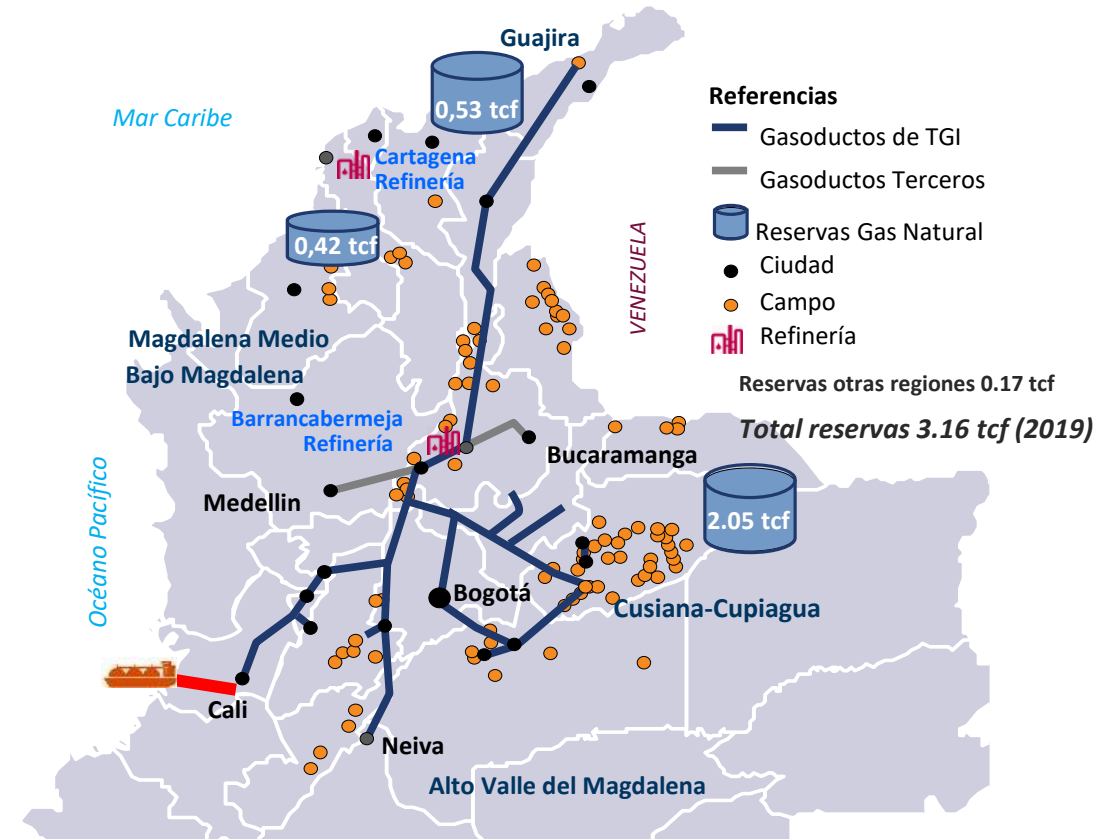 Guajira
0,53 tcf
Mar Caribe
Cartagena
Refinería
0,42 tcf
Magdalena Medio
Bajo Magdalena
Barrancabermeja
Refinería
Bucaramanga
Medellin
Océano Pacífico
VENEZUELA
Referencias
Gasoductos de TGI
Gasoductos Terceros
Reservas Gas Natural
Ciudad
Campo
Refinería
Reservas otras regiones 0.17 tcf
Total reservas 3.16 tcf (2019)
2.05 tcf
Bogotá
Cusiana-Cupiagua
Cali
Neiva
Alto Valle del Magdalena